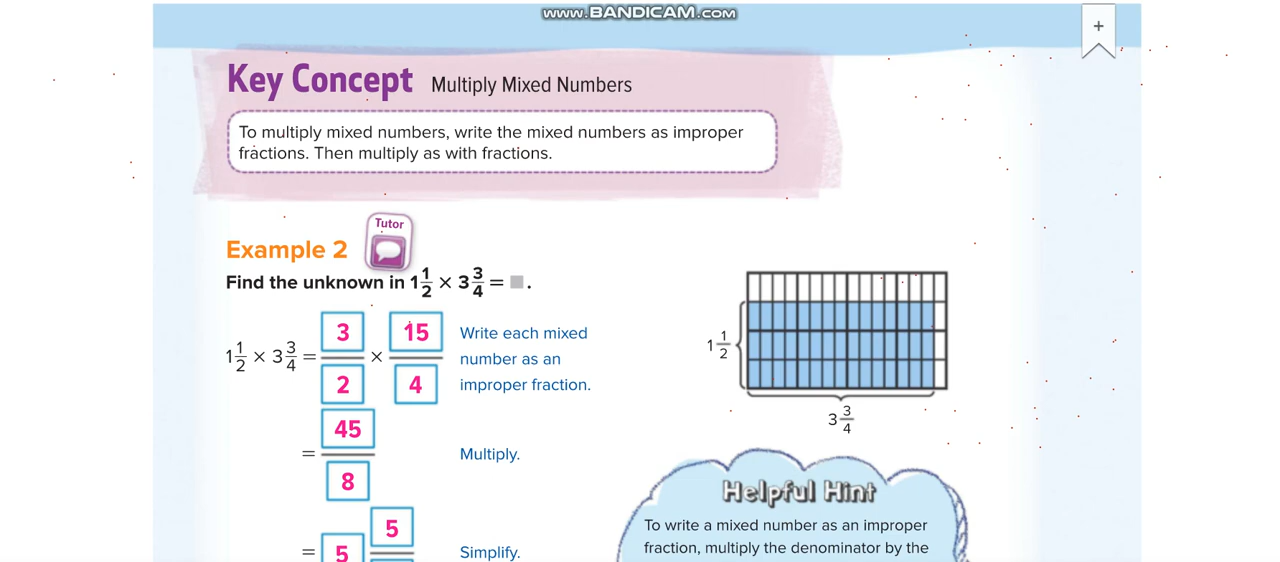 www.BANDICAM.com
+
Key Concept Multiply Mixed Numbers
To multiply mixed numbers, write the mixed numbers as improper
fractions. Then multiply as with fractions.
Tutor
Example 2
Find the unknown in 1 1/2 × 3 3/4 = ■.
1 1/2 × 3 3/4 = 3/2 × 15/4
Write each mixed
number as an
improper fraction.
= 45/8 Multiply.
= 5 5 Simplify.
1 1/2
3 3/4
Helpful Hint
To write a mixed number as an improper
fraction, multiply the denominator by the